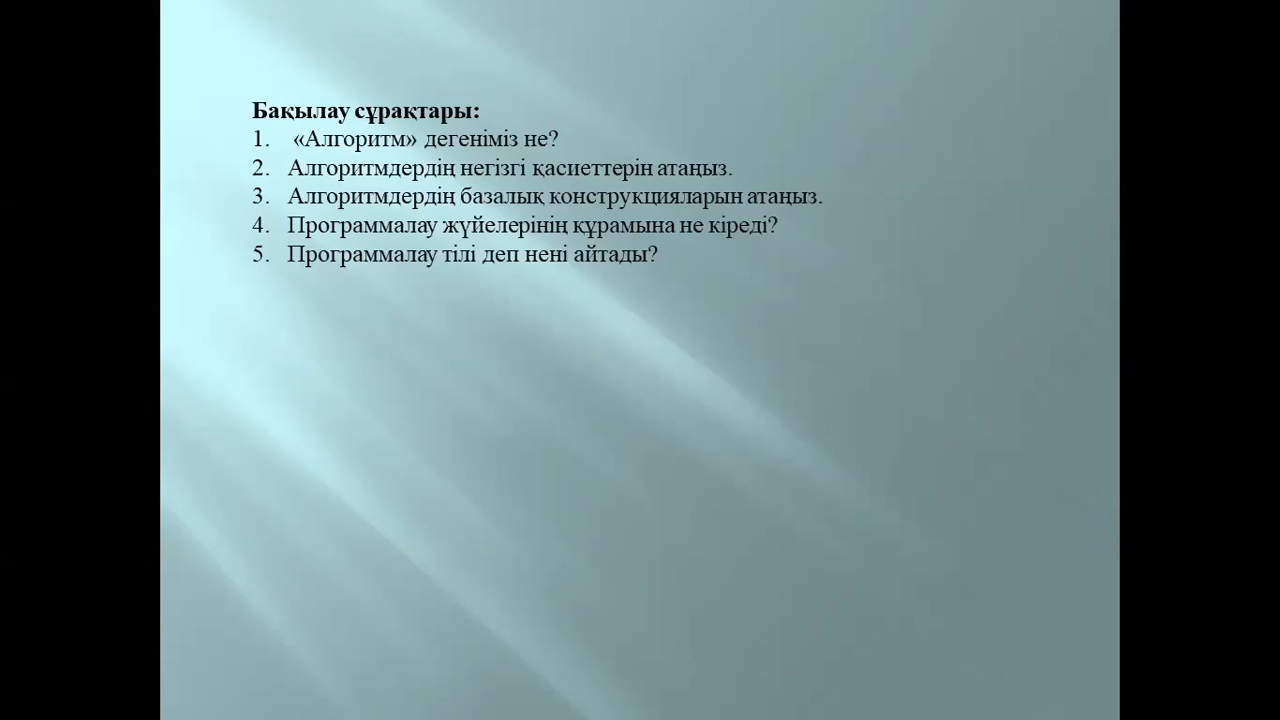 Бақылау сұрақтары:
1. «Алгоритм» дегеніміз не?
2. Алгоритмдердің негізгі қасиеттерін атаңыз.
3. Алгоритмдердің базалық конструкцияларын атаңыз.
4. Программалау жүйелерінің құрамына не кіреді?
5. Программалау тілі деп нені айтады?